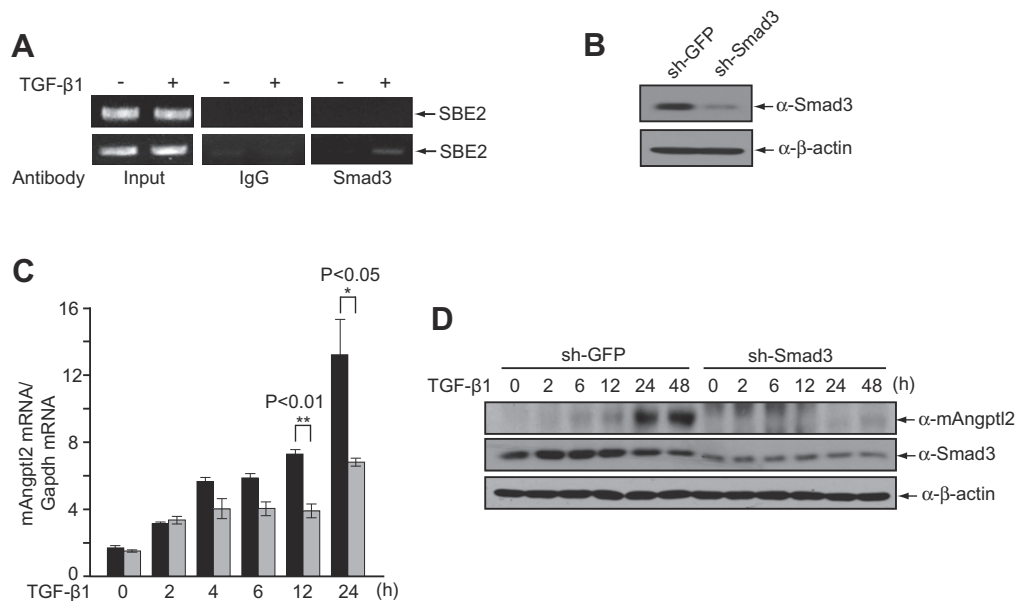 A
TGF-β1 - + - + - +
SBE2
SBE2
Antibody Input IgG Smad3
B
sh-GFP sh-Smad3
α-Smad3
α-β-actin
C
P<0.05
*
P<0.01
**
mAngptl2 mRNA/
Gapdh mRNA
16
12
8
4
0
TGF-β1 0 2 4 6 12 24 (h)
D
sh-GFP sh-Smad3
TGF-β1 0 2 6 12 24 48 0 2 6 12 24 48 (h)
α-mAngptl2
α-Smad3
α-β-actin